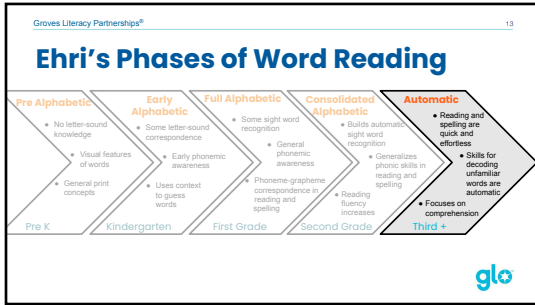 Groves Literacy Partnerships®
13
Ehri's Phases of Word Reading
Pre Alphabetic
● No letter-sound
knowledge
● Visual features
of words
● General print
concepts
Pre K
Early
Alphabetic
● Some letter-sound
correspondence
● Early phonemic
awareness
● Uses context
to guess
words
Kindergarten
Full Alphabetic
● Some sight word
recognition
● General
phonemic
awareness
● Phoneme-grapheme
correspondence in
reading and
spelling
First Grade
Consolidated
Alphabetic
● Builds automatic
sight word
recognition
● Generalizes
phonic skills in
reading and
spelling
● Reading
fluency
increases
Second Grade
Automatic
● Reading and
spelling are
quick and
effortless
● Skills for
decoding
unfamiliar
words are
automatic
● Focuses on
comprehension
Third +
glo